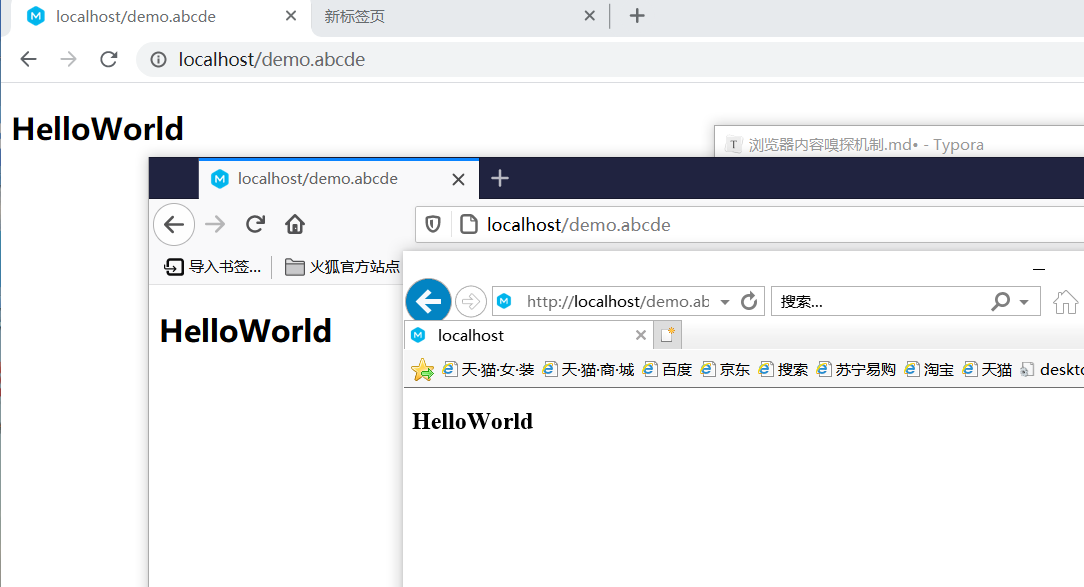 localhost/demo.abcde
新标签页
localhost/demo.abcde
HelloWorld
T 浏览器内容嗅探机制.md• - Typora
localhost/demo.abcde
localhost/demo.abcde
导入书签... 火狐官方站点
HelloWorld
http://localhost/demo.ab 搜索...
localhost
天·猫·女·装 天·猫·商·城 百度 京东 搜索 苏宁易购 淘宝 天猫 deskto
HelloWorld